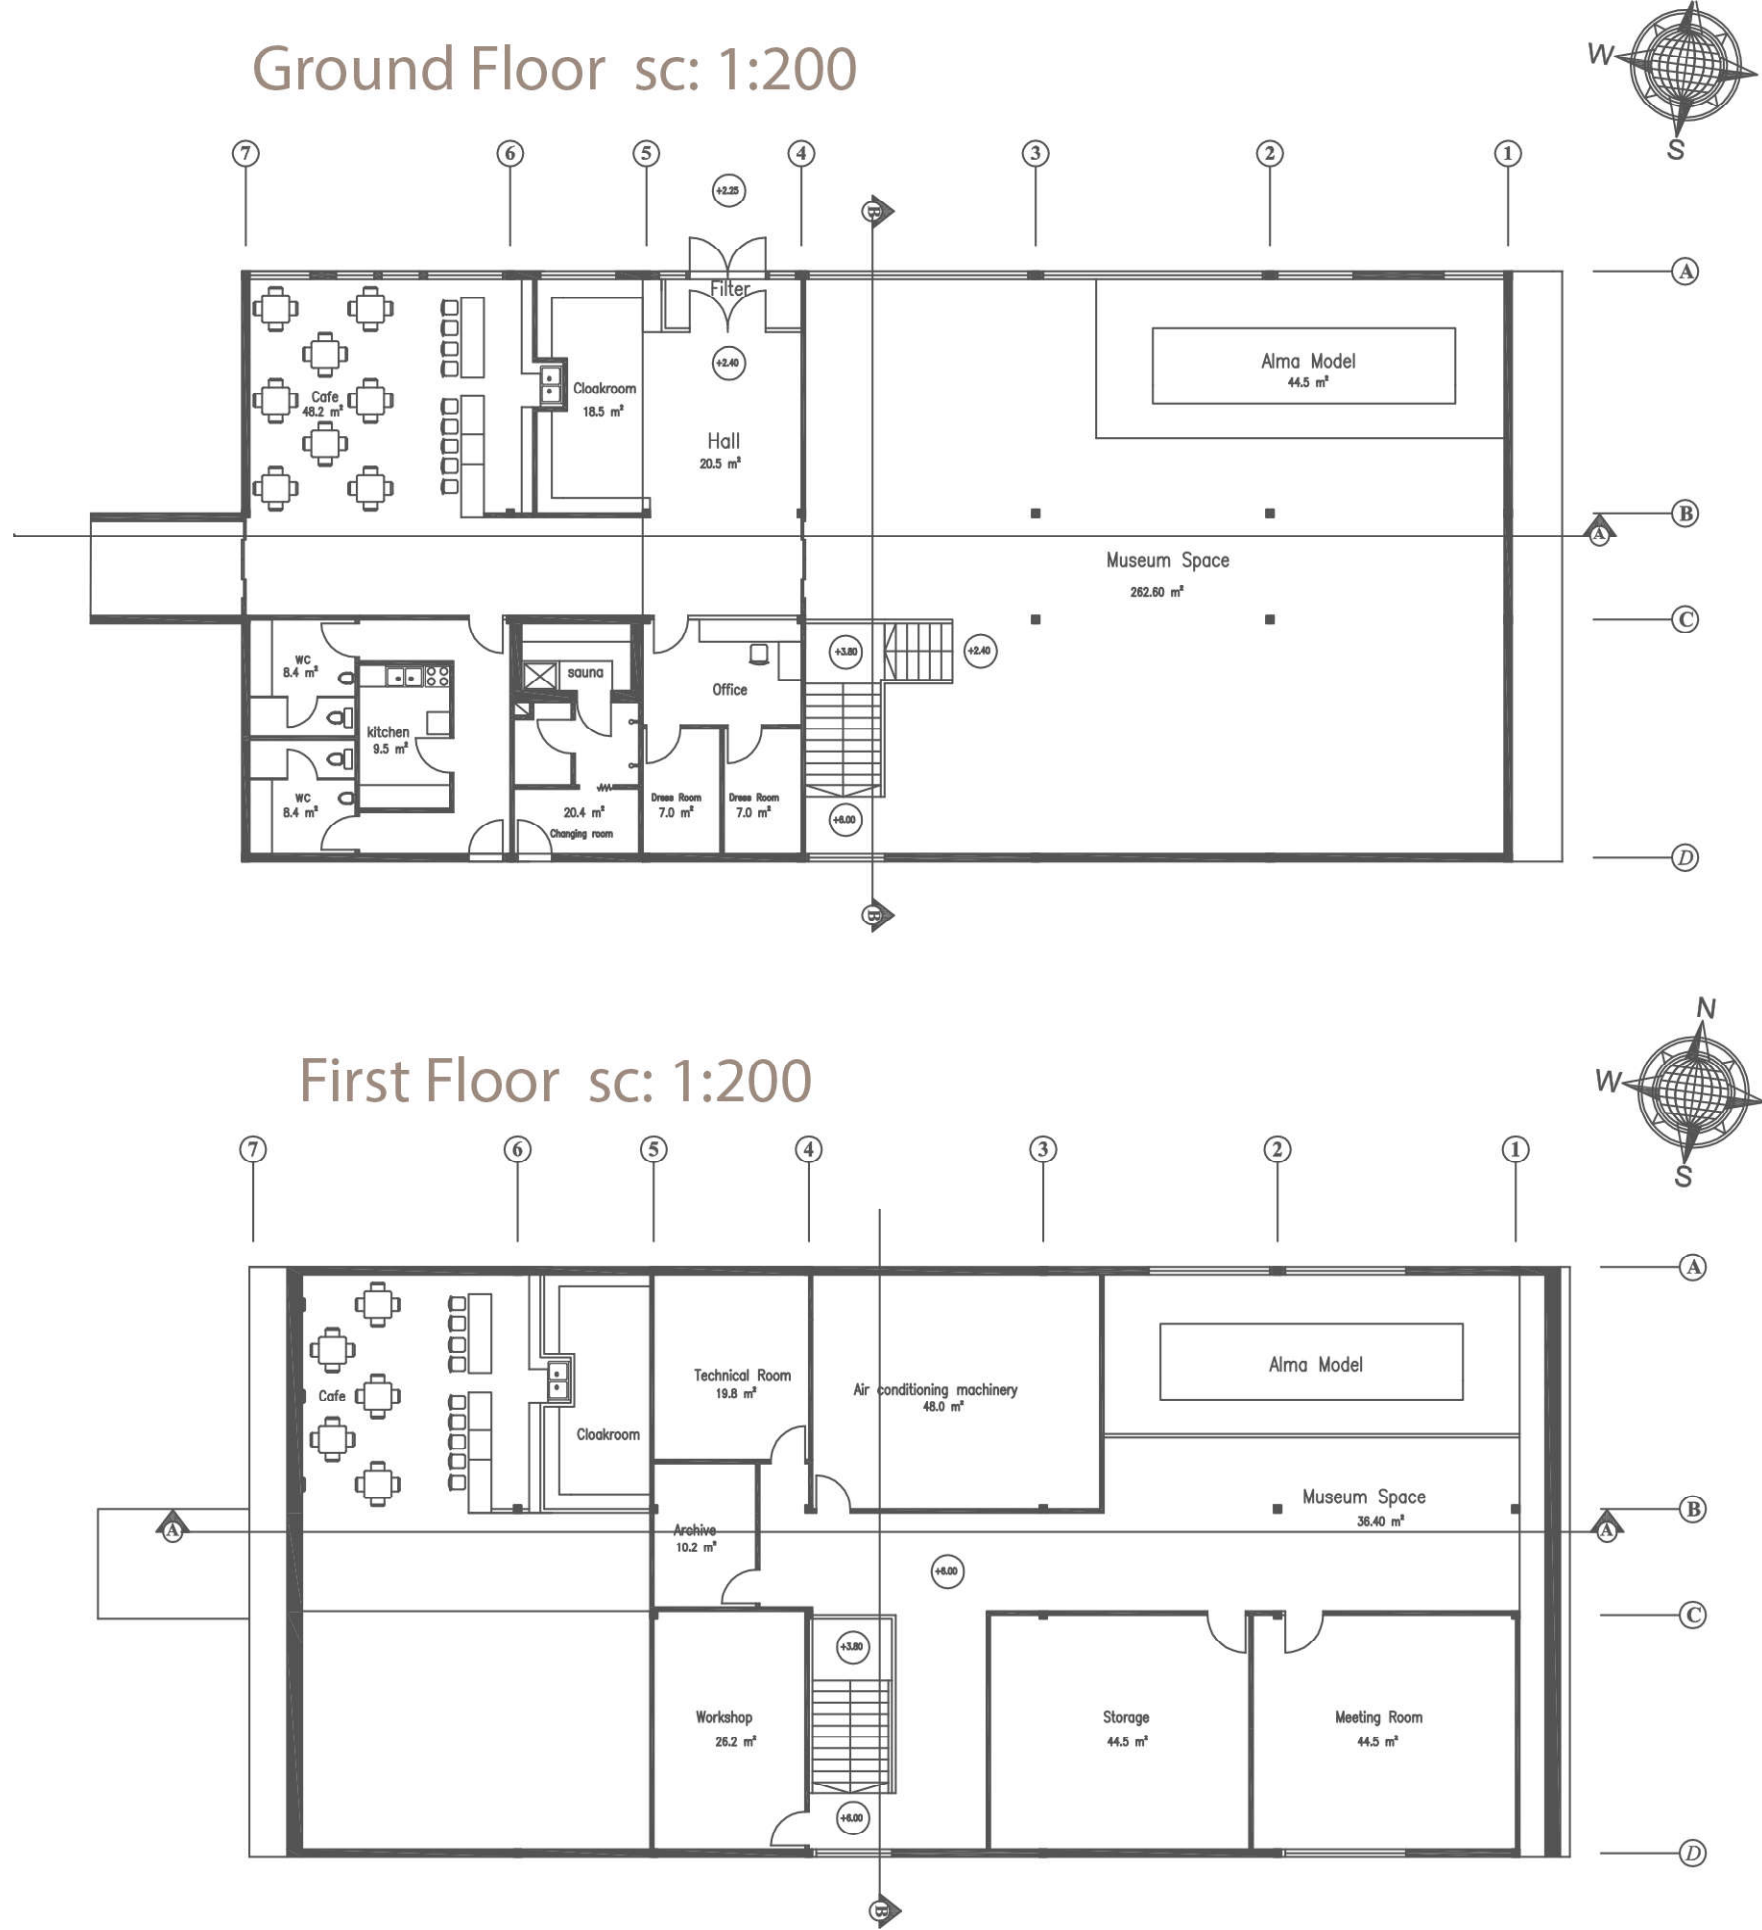 Ground Floor sc: 1:200
W
S
7 6 5 4 3 2 1
+2.25
B
A
Filter
+2.40
Alma Model
44.5 m²
Cafe
48.2 m²
Cloakroom
18.5 m²
Hall
20.5 m²
B
A
Museum Space
262.60 m²
C
WC
8.4 m²
sauna
+3.80
+2.40
Office
kitchen
9.5 m²
WC
8.4 m²
20.4 m²
Changing room
Dress Room
7.0 m²
Dress Room
7.0 m²
+6.00
D
B
First Floor sc: 1:200
N
W
S
7 6 5 4 3 2 1
A
Alma Model
Technical Room
19.8 m²
Air conditioning machinery
48.0 m²
Cafe
Cloakroom
Museum Space
36.40 m²
B
A
A
Archive
10.2 m²
+6.00
C
+3.80
Workshop
26.2 m²
Storage
44.5 m²
Meeting Room
44.5 m²
+6.00
D
B